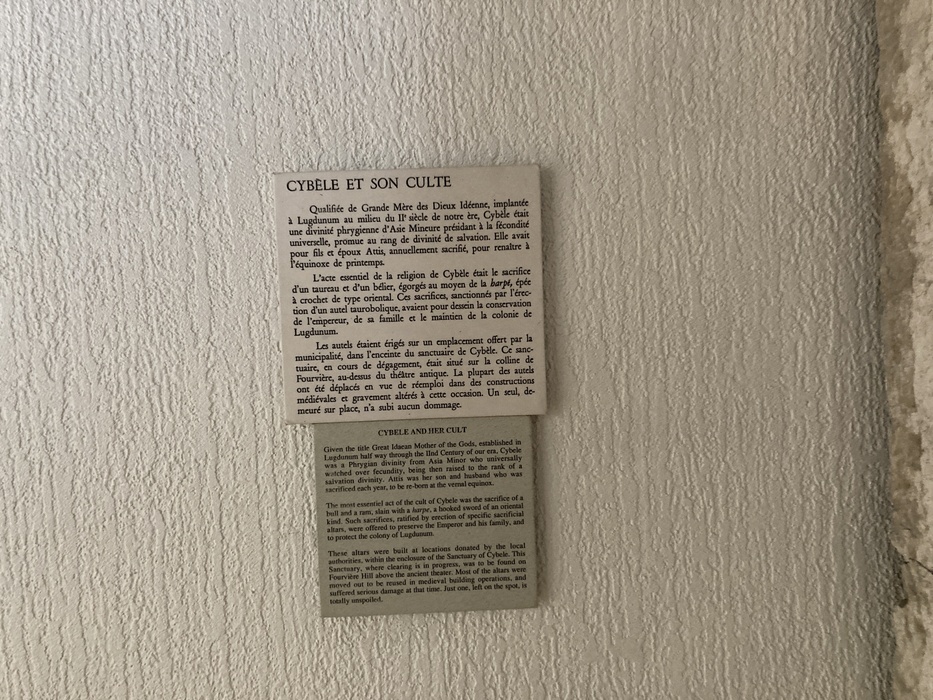 CYBÈLE ET SON CULTE
Qualifiée de Grande Mère des Dieux Idéenne, implantée
à Lugdunum au milieu du IIe siècle de notre ère, Cybèle était
une divinité phrygienne d'Asie Mineure présidant à la fécondité
universelle, promue au rang de divinité de salvation. Elle avait
pour fils et époux Attis, annuellement sacrifié, pour renaître à
l'équinoxe de printemps.
L'acte essentiel de la religion de Cybèle était le sacrifice
d'un taureau et d'un bélier, égorgés au moyen de la harpé, épée
à crochet de type oriental. Ces sacrifices, sanctionnés par l'érec-
tion d'un autel taurobolique, avaient pour dessein la conservation
de l'empereur, de sa famille et le maintien de la colonie de
Lugdunum.
Les autels étaient érigés sur un emplacement offert par la
municipalité, dans l'enceinte du sanctuaire de Cybèle. Ce sanc-
tuaire, en cours de dégagement, était situé sur la colline de
Fourvière, au-dessus du théâtre antique. La plupart des autels
ont été déplacés en vue de réemploi dans des constructions
médiévales et gravement altérés à cette occasion. Un seul, de-
meuré sur place, n'a subi aucun dommage.
CYBELE AND HER CULT
Given the title Great Idaean Mother of the Gods, established in
Lugdunum half way through the IInd Century of our era, Cybele
was a Phrygian divinity from Asia Minor who universally
watched over fecundity, being then raised to the rank of a
salvation divinity. Attis was her son and husband who was
sacrificed each year, to be re-born at the vernal equinox.
The most essentiel act of the cult of Cybele was the sacrifice of a
bull and a ram, slain with a harpe, a hooked sword of an oriental
kind. Such sacrifices, ratified by erection of specific sacrificial
altars, were offered to preserve the Emperor and his family, and
to protect the colony of Lugdunum.
These altars were built at locations donated by the local
authorities, within the enclosure of the Sanctuary of Cybele. This
Sanctuary, where clearing is in progress, was to be found on
Fourvière Hill above the ancient theater. Most of the altars were
moved out to be reused in medieval building operations, and
suffered serious damage at that time. Just one, left on the spot, is
totally unspoiled.